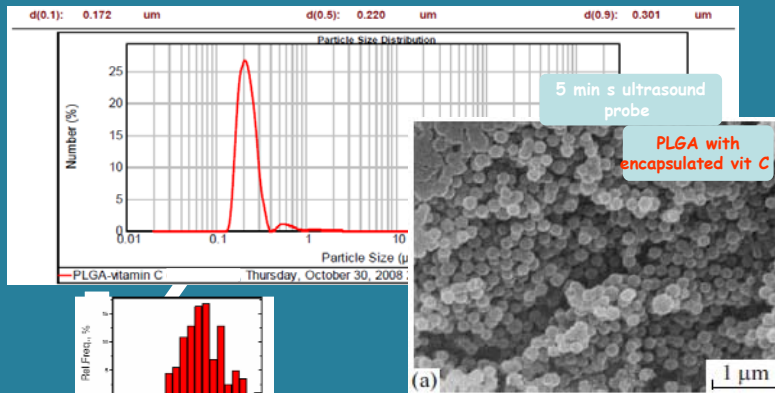 d(0.1): 0.172 um d(0.5): 0.220 um d(0.9): 0.301 um
Particle Size Distribution
25
20
15
10
5
0
Number (%)
0.01 0.1 1 10
Particle Size (µ
PLGA-vitamin C , Thursday, October 30, 2008
5 min s ultrasound
probe
PLGA with
encapsulated vit C
Rel.Freq., %
(a)
1 µm